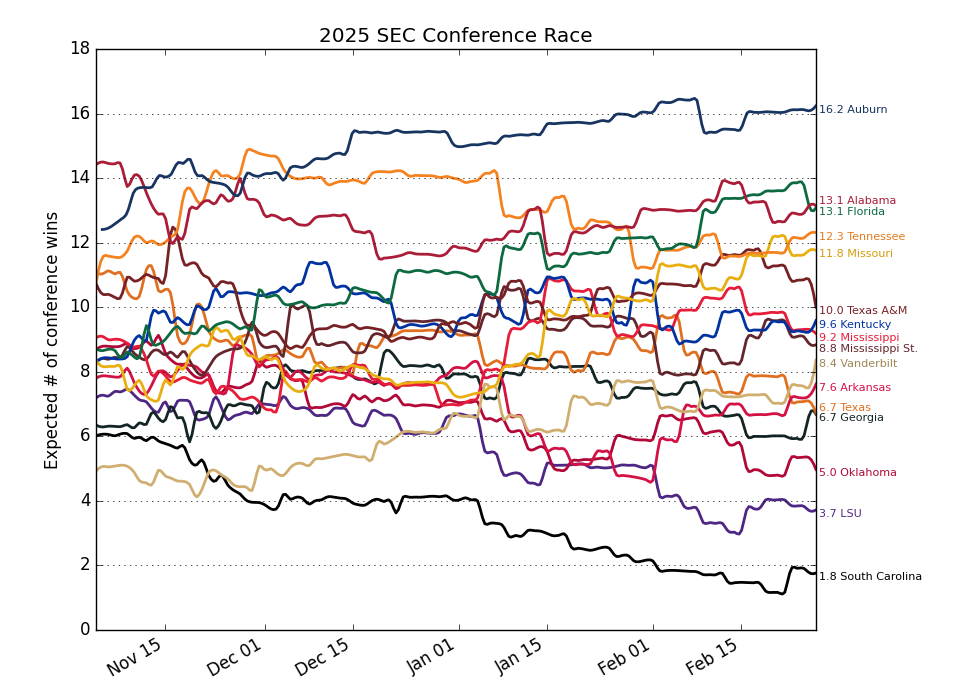 2025 SEC Conference Race
Expected # of conference wins
18
16
14
12
10
8
6
4
2
0
Nov 15
Dec 01
Dec 15
Jan 01
Jan 15
Feb 01
Feb 15
16.2 Auburn
13.1 Alabama
13.1 Florida
12.3 Tennessee
11.8 Missouri
10.0 Texas A&M
9.6 Kentucky
9.2 Mississippi
8.8 Mississippi St.
8.4 Vanderbilt
7.6 Arkansas
6.7 Texas
6.7 Georgia
5.0 Oklahoma
3.7 LSU
1.8 South Carolina